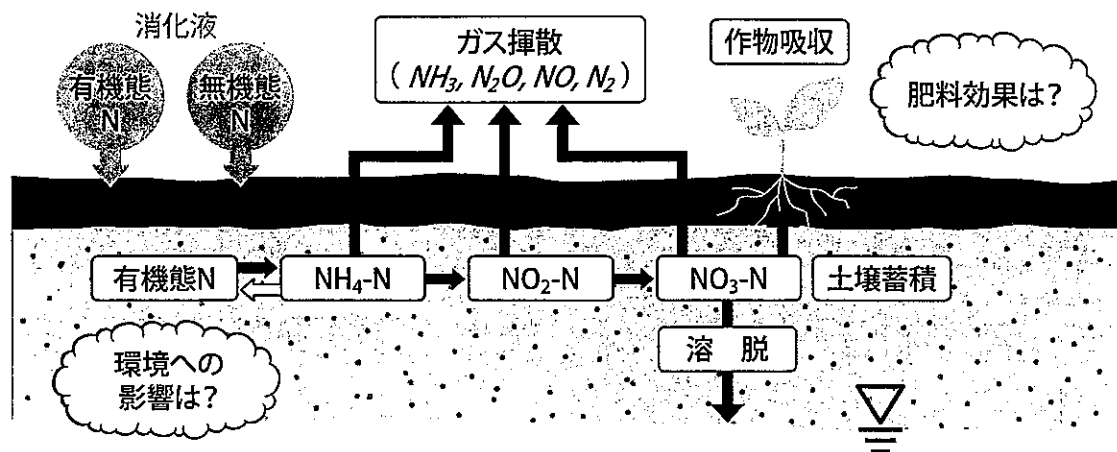 消化液
有機態
N
無機態
N
ガス揮散
(NH₃, N₂O, NO, N₂)
作物吸収
肥料効果は?
有機態N
NH₄-N
NO₂-N
NO₃-N
土壌蓄積
溶 脱
環境への
影響は?